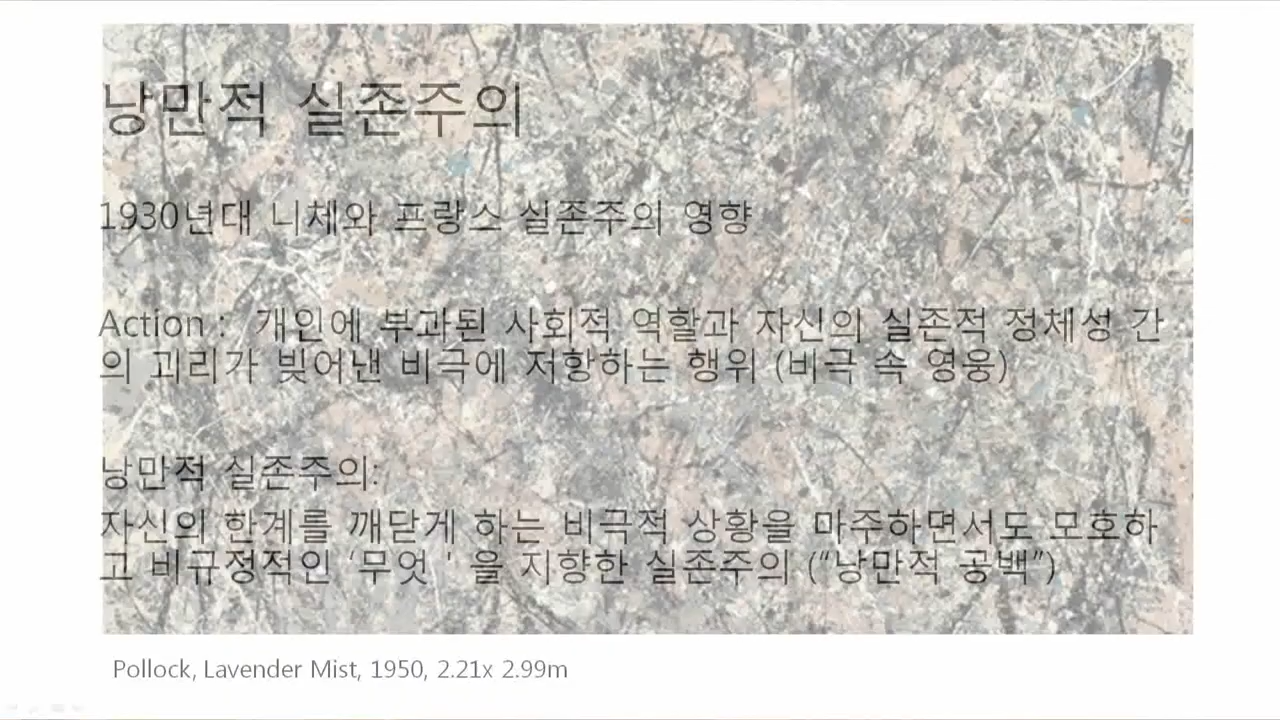 낭만적 실존주의
1930년대 니체와 프랑스 실존주의 영향
Action : 개인에 부과된 사회적 역할과 자신의 실존적 정체성 간
의 괴리가 빚어낸 비극에 저항하는 행위 (비극 속 영웅)
낭만적 실존주의:
자신의 한계를 깨닫게 하는 비극적 상황을 마주하면서도 모호하
고 비규정적인 ‘무엇 ’ 을 지향한 실존주의 (“낭만적 공백”)
Pollock, Lavender Mist, 1950, 2.21x 2.99m